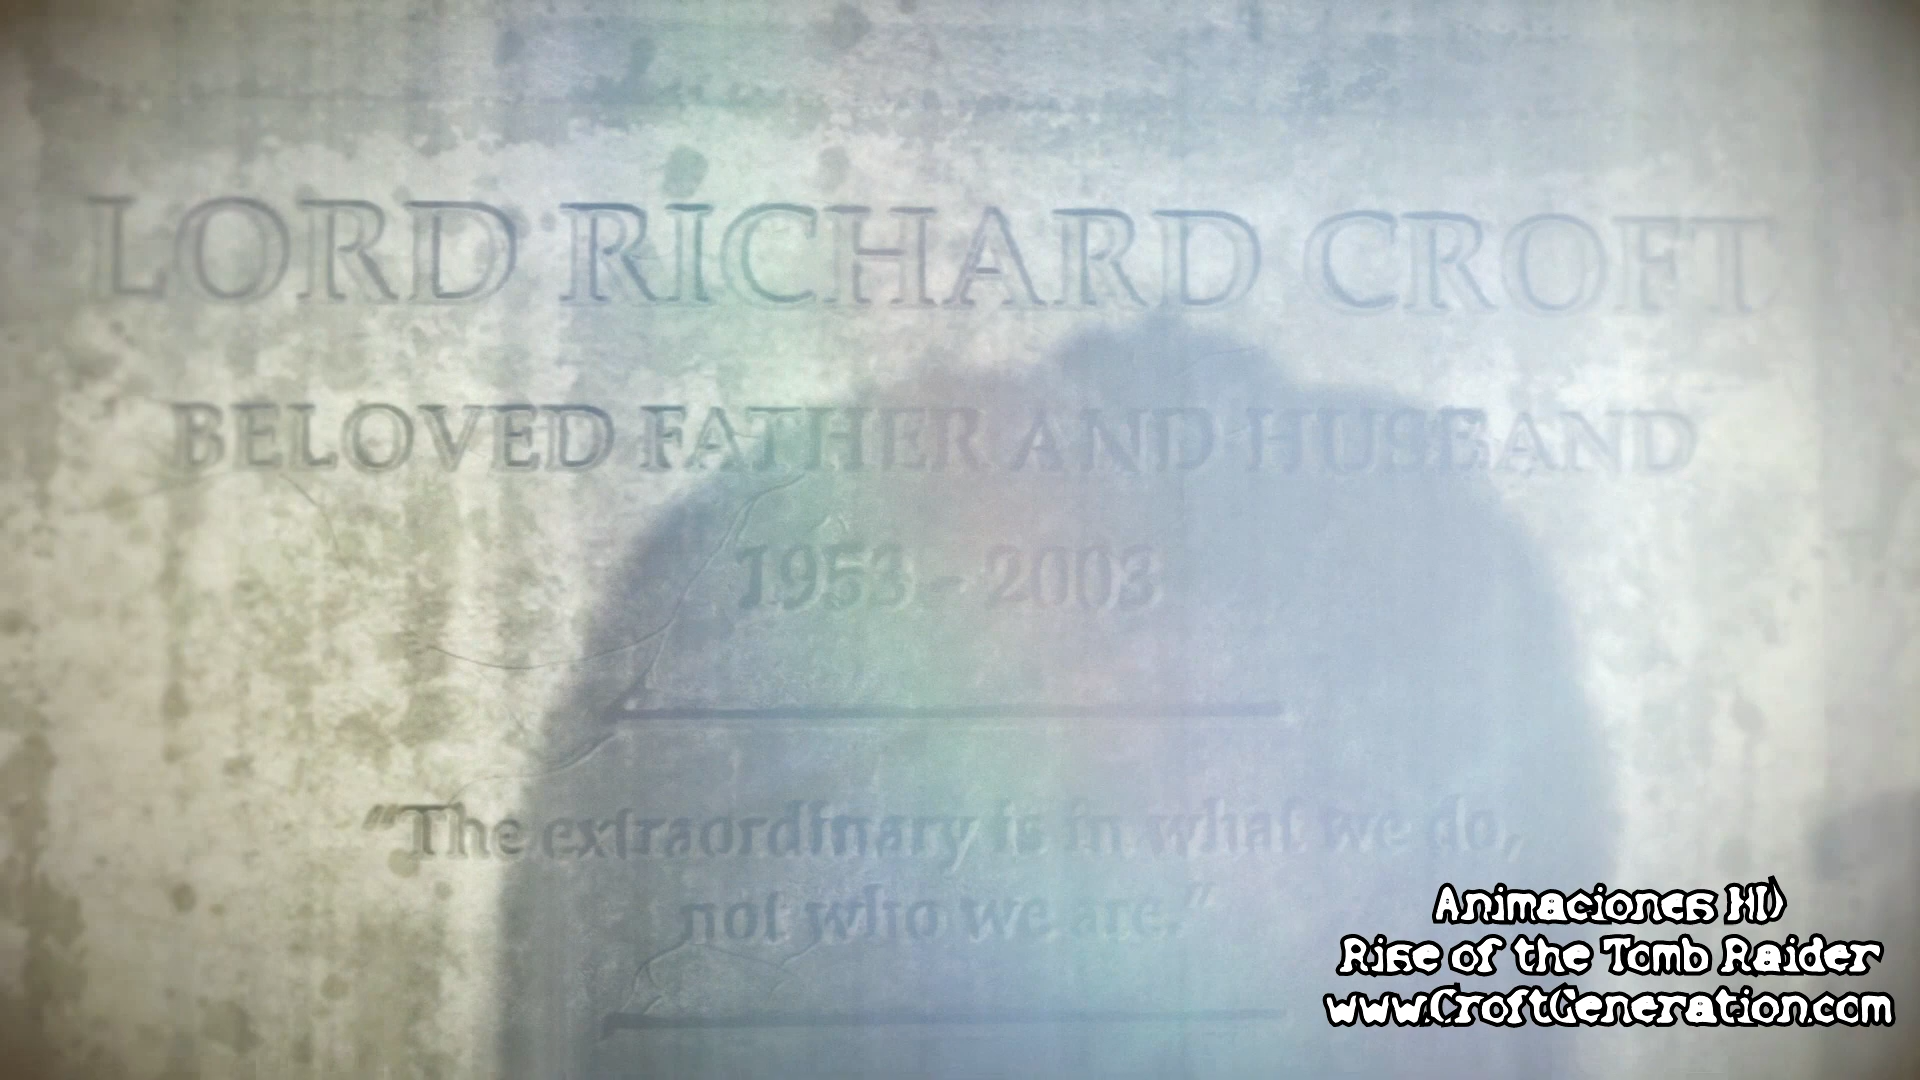 LORD RICHARD CROFT
BELOVED FATHER AND HUSBAND
1953 - 2003
"The extraordinary is in what we do,
not who we are."
Animaciones HD
Rise of the Tomb Raider
www.CroftGeneration.com